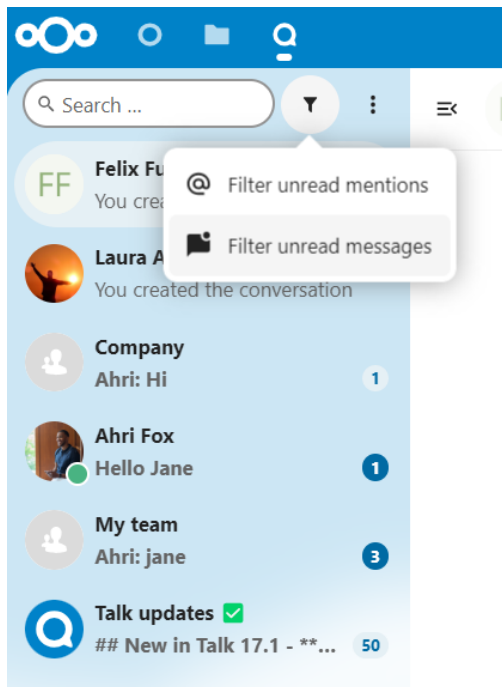 Search ...
Felix Fu
You crea
Filter unread mentions
Filter unread messages
FF
Laura A
You created the conversation
Company
Ahri: Hi
1
Ahri Fox
Hello Jane
1
My team
Ahri: jane
3
Talk updates ✅
## New in Talk 17.1 - **...
50